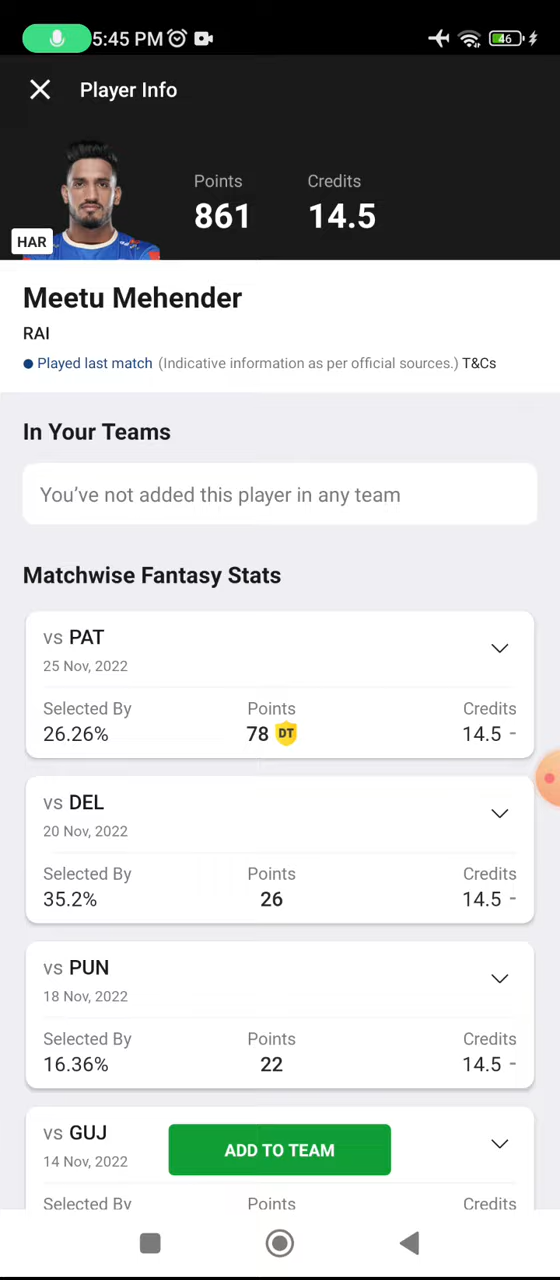 5:45 PM
46
Player Info
Points
Credits
861
14.5
HAR
Meetu Mehender
RAI
Played last match (Indicative information as per official sources.) T&Cs
In Your Teams
You’ve not added this player in any team
Matchwise Fantasy Stats
vs PAT
25 Nov, 2022
Selected By Points Credits
26.26% 78 DT 14.5 -
vs DEL
20 Nov, 2022
Selected By Points Credits
35.2% 26 14.5 -
vs PUN
18 Nov, 2022
Selected By Points Credits
16.36% 22 14.5 -
vs GUJ
14 Nov, 2022
ADD TO TEAM
Selected By Points Credits